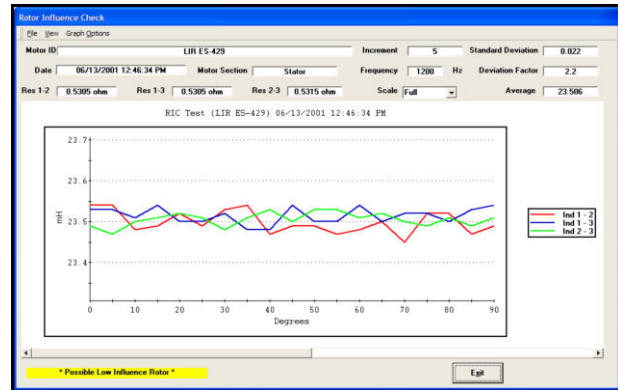 Rotor Influence Check
File View Graph Options
Motor ID LIR ES-429 Increment 5 Standard Deviation 0.022
Date 06/13/2001 12:46:34 PM Motor Section Stator Frequency 1200 Hz Deviation Factor 2.2
Res 1-2 0.5305 ohm Res 1-3 0.5305 ohm Res 2-3 0.5315 ohm Scale Full Average 23.506
RIC Test (LIR ES-429) 06/13/2001 12:46:34 PM
23.7
23.6
23.5
23.4
mH
Ind 1 - 2
Ind 1 - 3
Ind 2 - 3
0 10 20 30 40 50 60 70 80 90
Degrees
* Possible Low Influence Rotor *
Exit